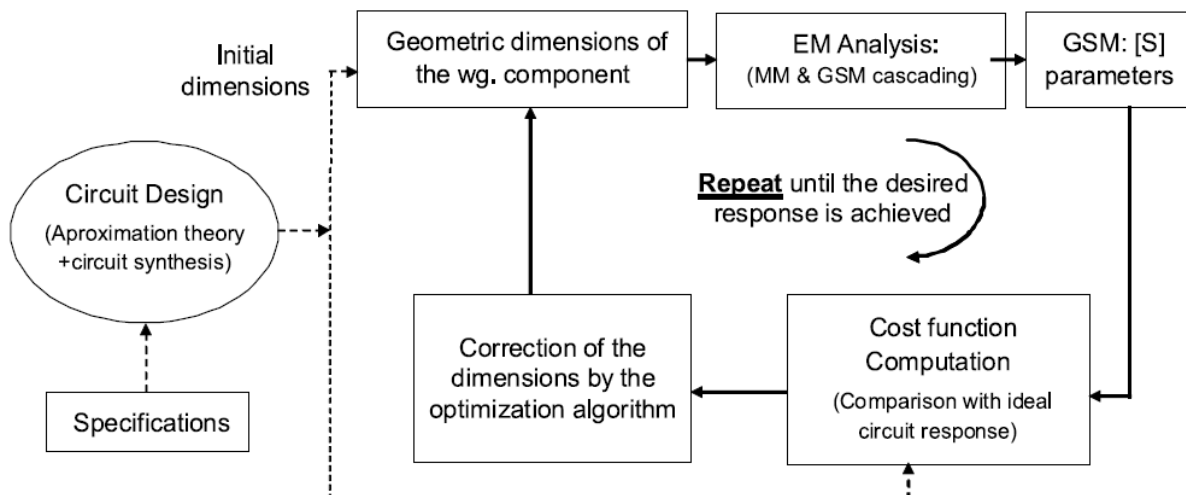 Initial
dimensions
Geometric dimensions of
the wg. component
EM Analysis:
(MM & GSM cascading)
GSM: [S]
parameters
Circuit Design
(Aproximation theory
+circuit synthesis)
Repeat until the desired
response is achieved
Specifications
Correction of the
dimensions by the
optimization algorithm
Cost function
Computation
(Comparison with ideal
circuit response)